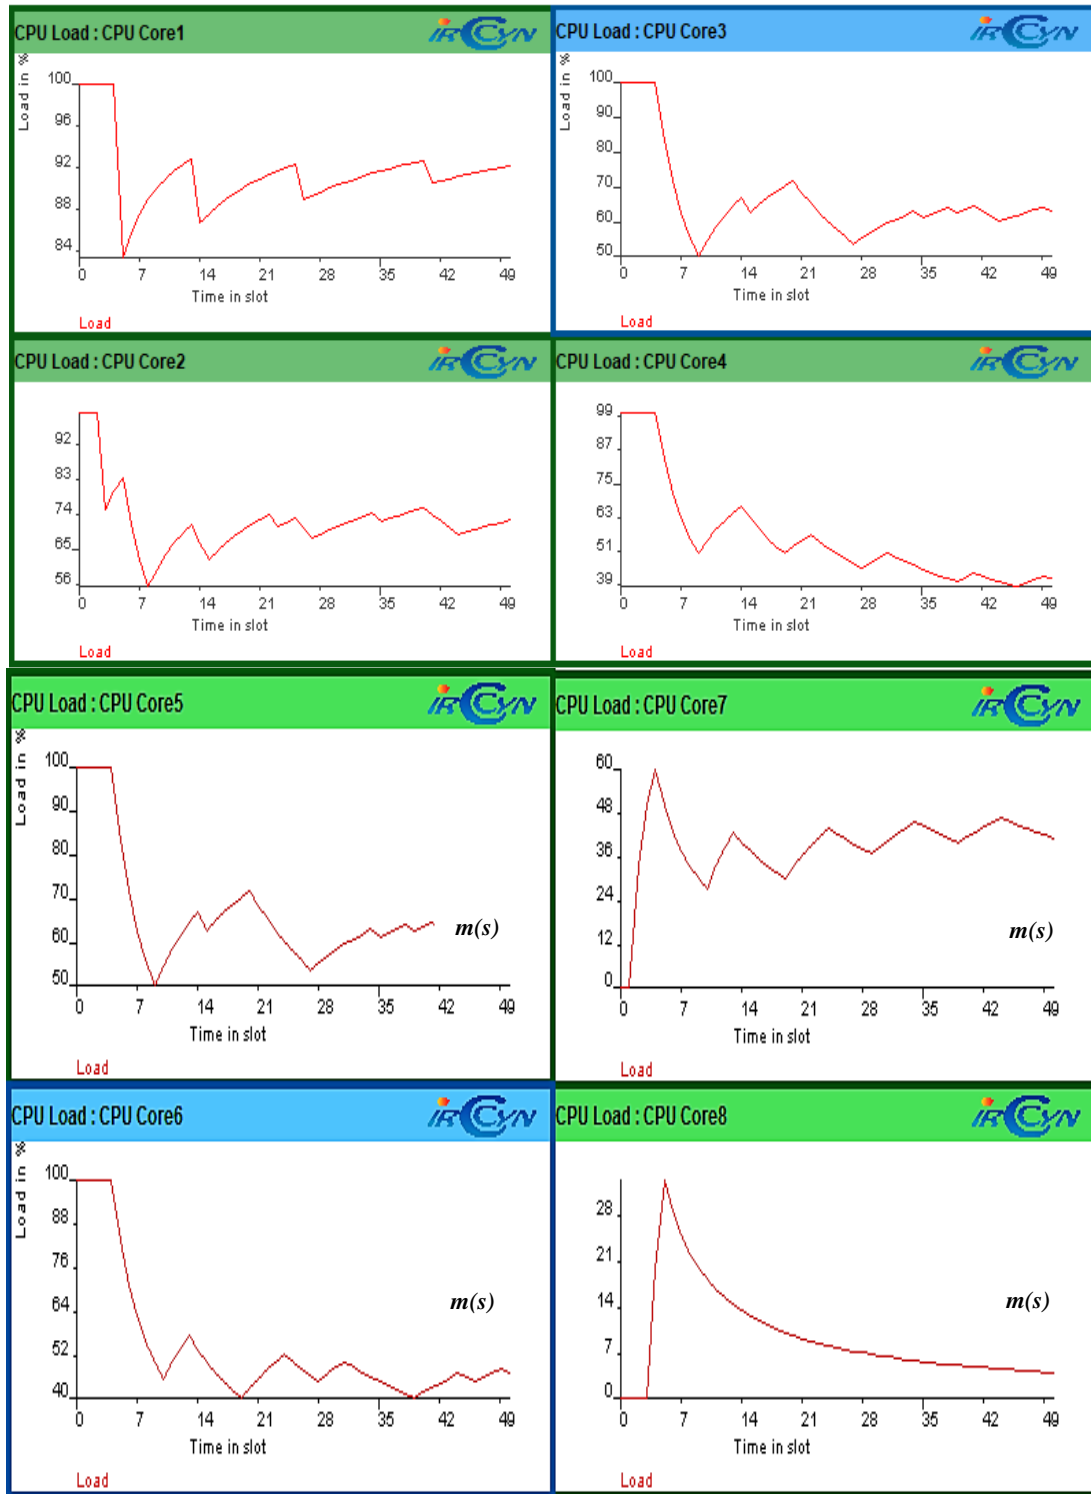 CPU Load : CPU Core1
IRCCyN
Load in %
100
96
92
88
84
0 7 14 21 28 35 42 49
Time in slot
Load
CPU Load : CPU Core3
IRCCyN
Load in %
100
90
80
70
60
50
0 7 14 21 28 35 42 49
Time in slot
Load
CPU Load : CPU Core2
IRCCyN
92
83
74
65
56
0 7 14 21 28 35 42 49
Time in slot
Load
CPU Load : CPU Core4
IRCCyN
99
87
75
63
51
39
0 7 14 21 28 35 42 49
Time in slot
Load
CPU Load : CPU Core5
IRCCyN
Load in %
100
90
80
70
60
50
m(s)
0 7 14 21 28 35 42 49
Time in slot
Load
CPU Load : CPU Core7
IRCCyN
60
48
36
24
12
0
m(s)
0 7 14 21 28 35 42 49
Time in slot
Load
CPU Load : CPU Core6
IRCCyN
Load in %
100
88
76
64
52
40
m(s)
0 7 14 21 28 35 42 49
Time in slot
Load
CPU Load : CPU Core8
IRCCyN
28
21
14
7
0
m(s)
0 7 14 21 28 35 42 49
Time in slot
Load